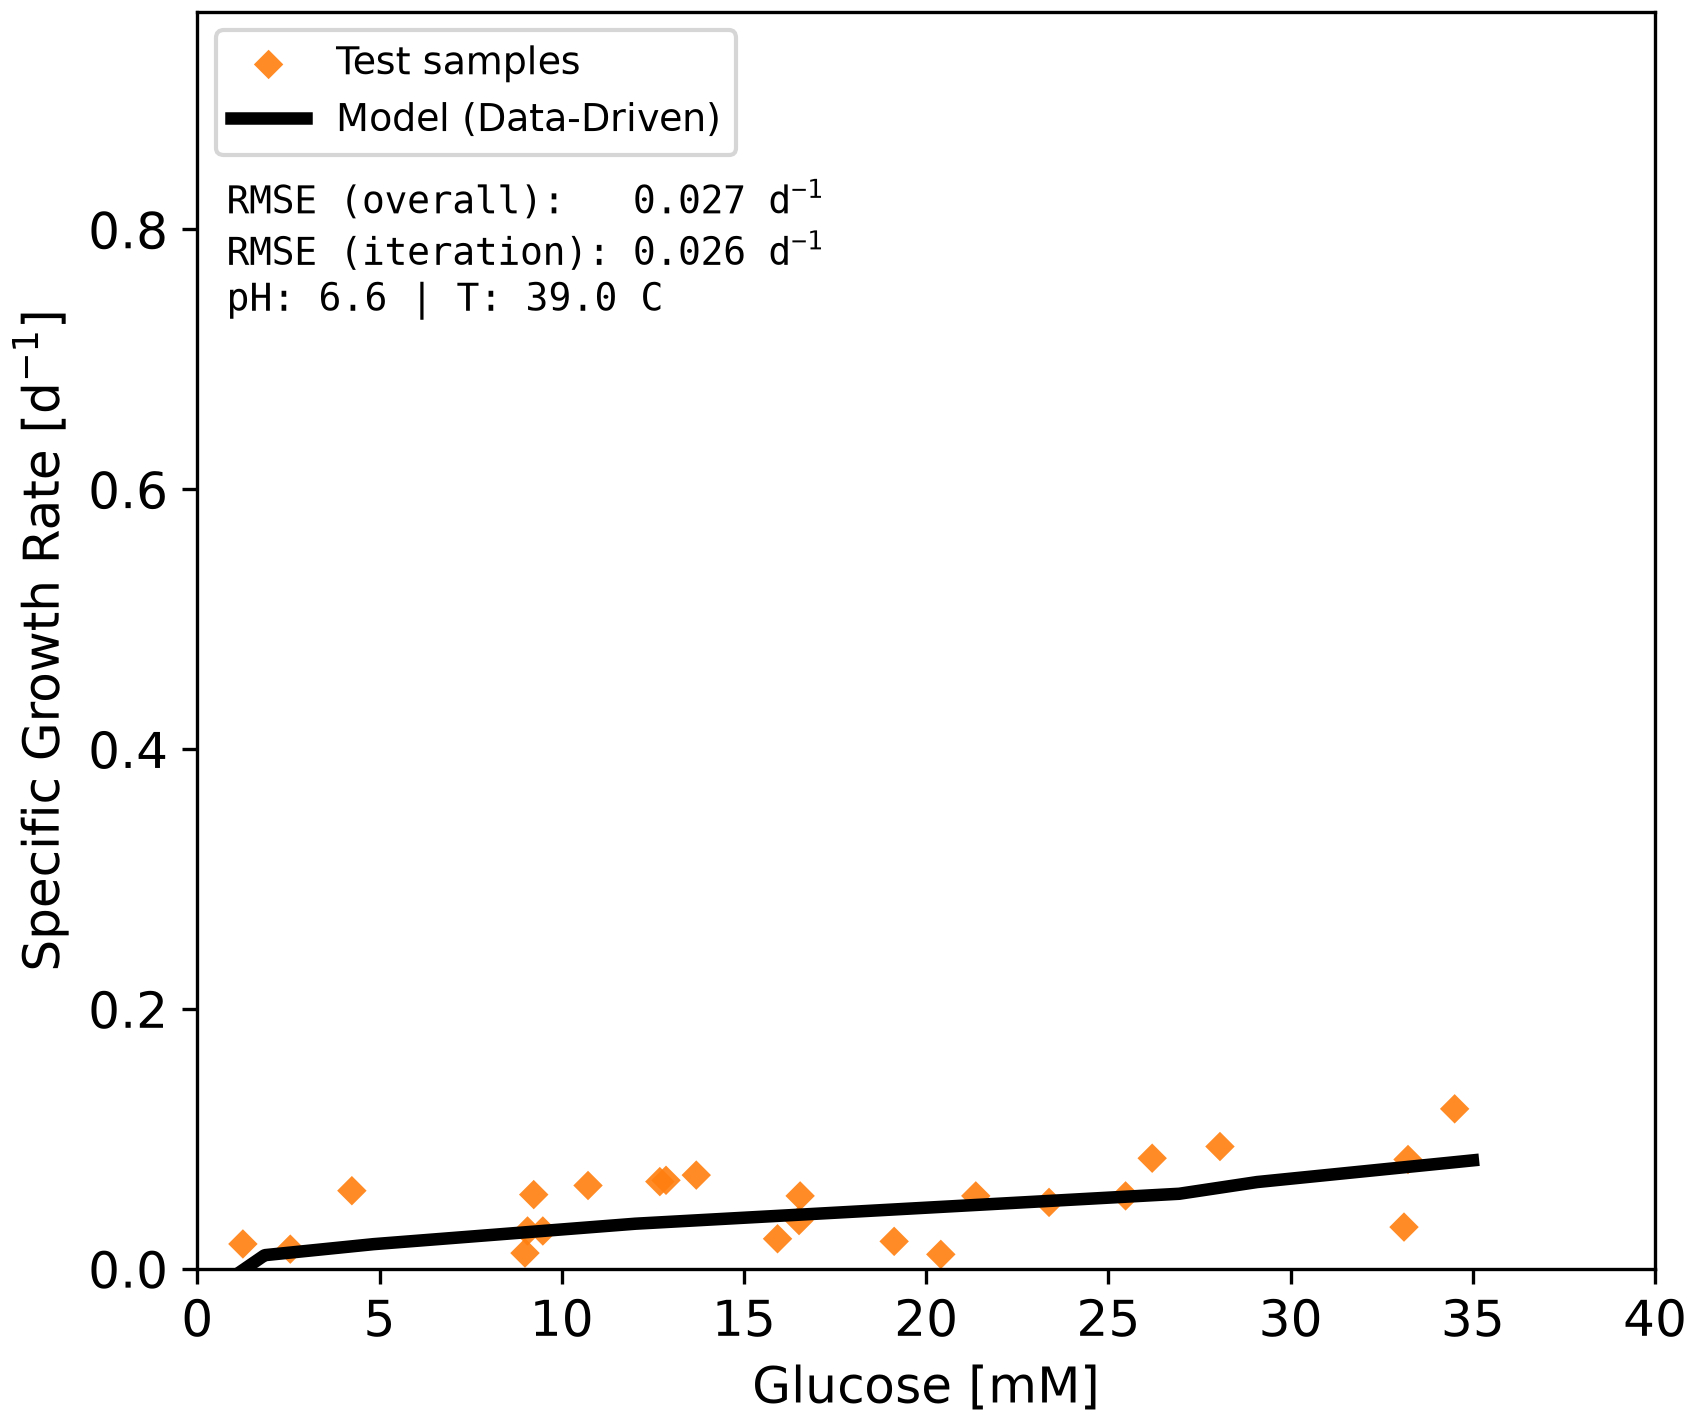 Test samples
Model (Data-Driven)
RMSE (overall):   0.027 d⁻¹
RMSE (iteration): 0.026 d⁻¹
pH: 6.6 | T: 39.0 C
Specific Growth Rate [d⁻¹]
0.8
0.6
0.4
0.2
0.0
0 5 10 15 20 25 30 35 40
Glucose [mM]